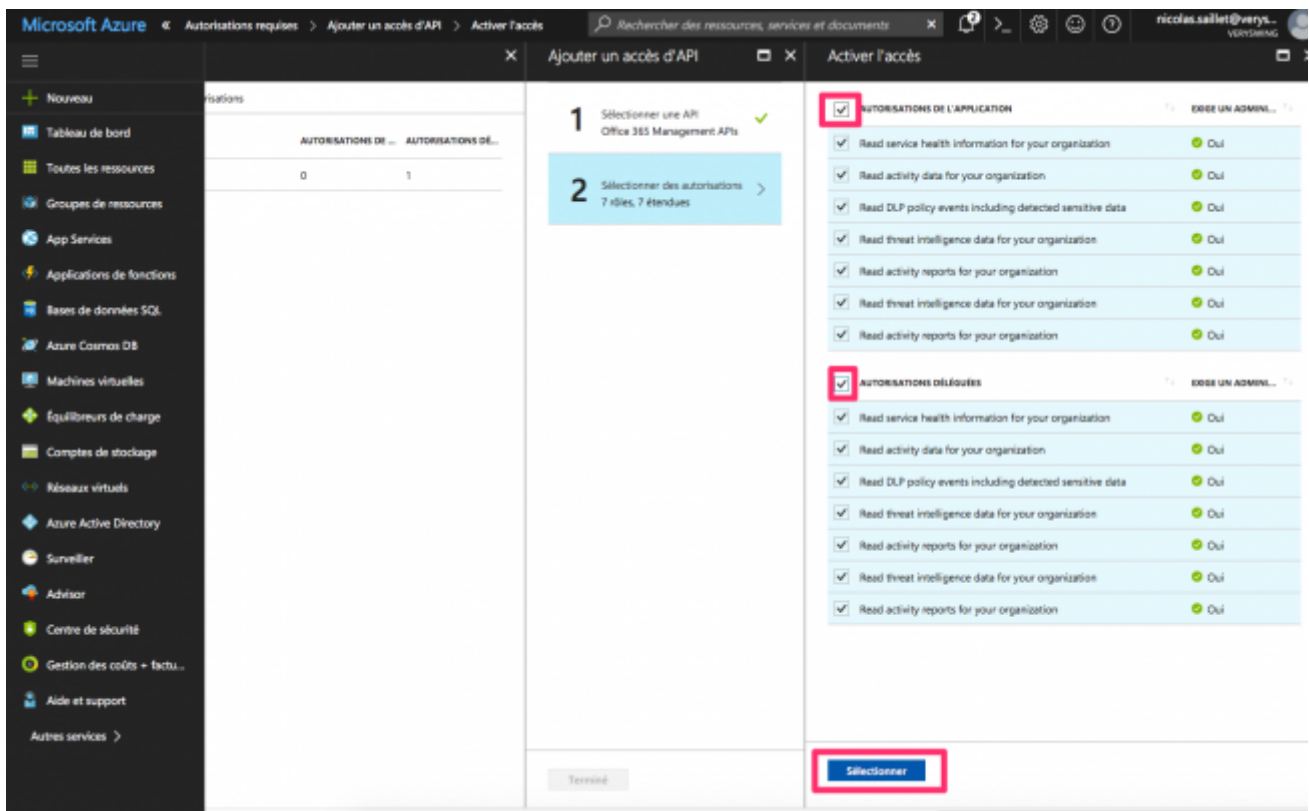 Microsoft Azure « Autorisations requises > Ajouter un accès d'API > Activer l'accès
Rechercher des ressources, services et documents
nicolas.saillet@verys...
VERYSWING
Nouveau
Tableau de bord
Toutes les ressources
Groupes de ressources
App Services
Applications de fonctions
Bases de données SQL
Azure Cosmos DB
Machines virtuelles
Équilibreurs de charge
Comptes de stockage
Réseaux virtuels
Azure Active Directory
Surveiller
Advisor
Centre de sécurité
Gestion des coûts + factu...
Aide et support
Autres services >
risations
AUTORISATIONS DE ... AUTORISATIONS DÉ...
0 1
Ajouter un accès d'API
1 Sélectionner une API
Office 365 Management APIs
2 Sélectionner des autorisations
7 rôles, 7 étendues
Terminé
Activer l'accès
AUTORISATIONS DE L'APPLICATION EXIGE UN ADMINI...
Read service health information for your organization Oui
Read activity data for your organization Oui
Read DLP policy events including detected sensitive data Oui
Read threat intelligence data for your organization Oui
Read activity reports for your organization Oui
Read threat intelligence data for your organization Oui
Read activity reports for your organization Oui
AUTORISATIONS DÉLÉGUÉES EXIGE UN ADMINI...
Read service health information for your organization Oui
Read activity data for your organization Oui
Read DLP policy events including detected sensitive data Oui
Read threat intelligence data for your organization Oui
Read activity reports for your organization Oui
Read threat intelligence data for your organization Oui
Read activity reports for your organization Oui
Sélectionner